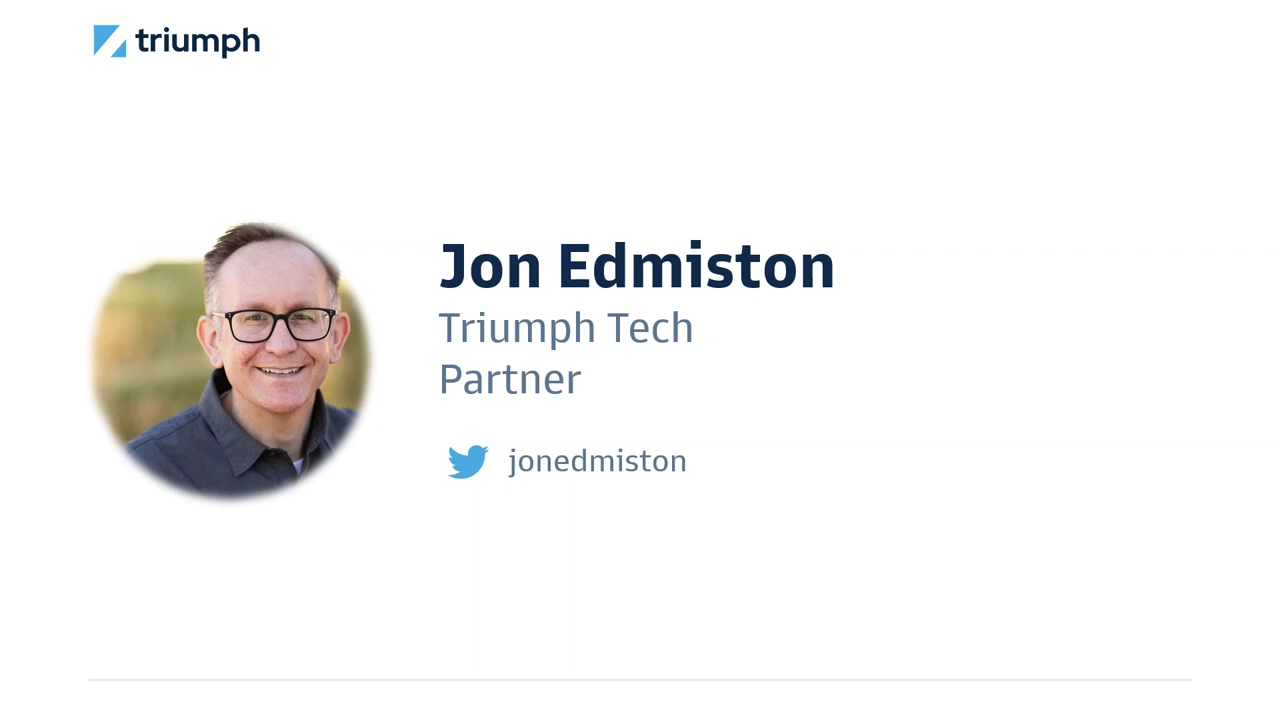 triumph
Jon Edmiston
Triumph Tech
Partner
jonedmiston